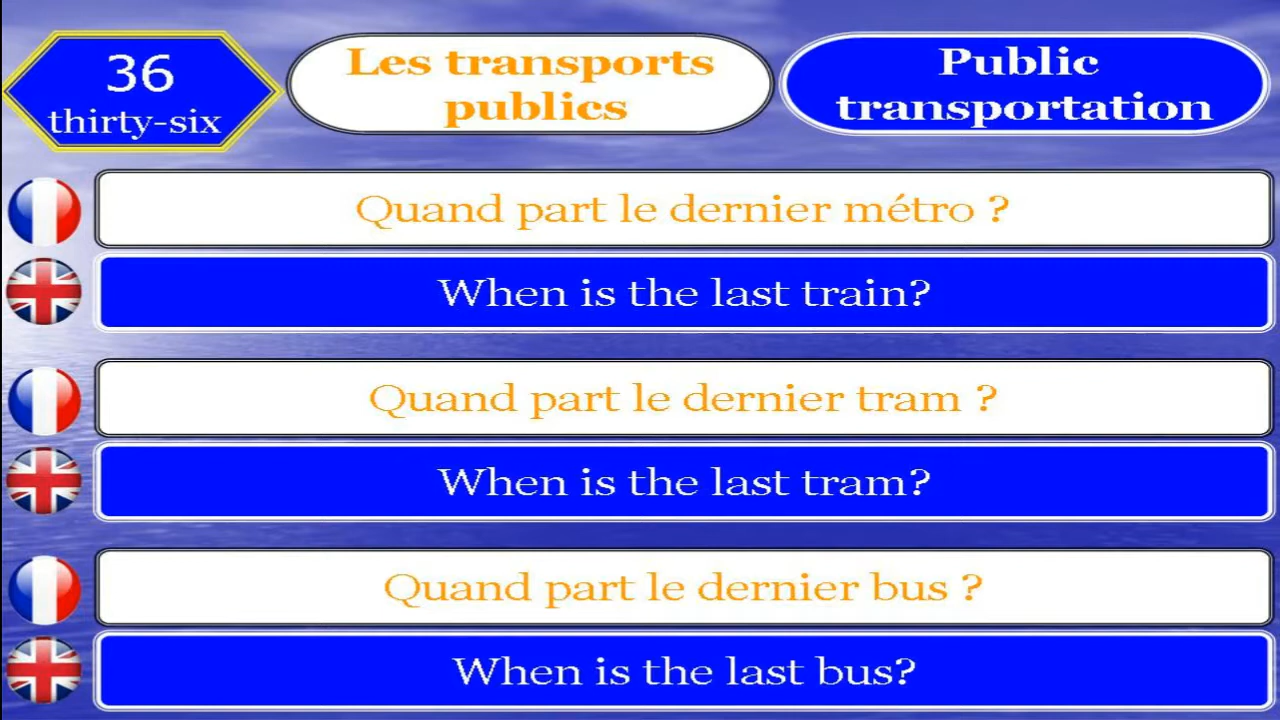 36
thirty-six
Les transports
publics
Public
transportation
Quand part le dernier métro ?
When is the last train?
Quand part le dernier tram ?
When is the last tram?
Quand part le dernier bus ?
When is the last bus?